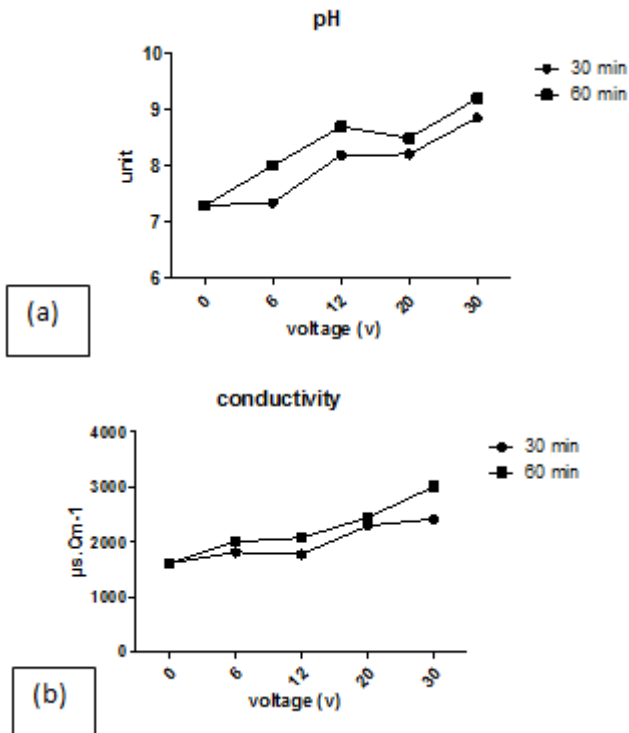 pH
10
9
8
7
6
unit
0 6 12 20 30
voltage (v)
30 min
60 min
(a)
conductivity
4000
3000
2000
1000
0
µs.Cm-1
0 6 12 20 30
voltage (v)
30 min
60 min
(b)